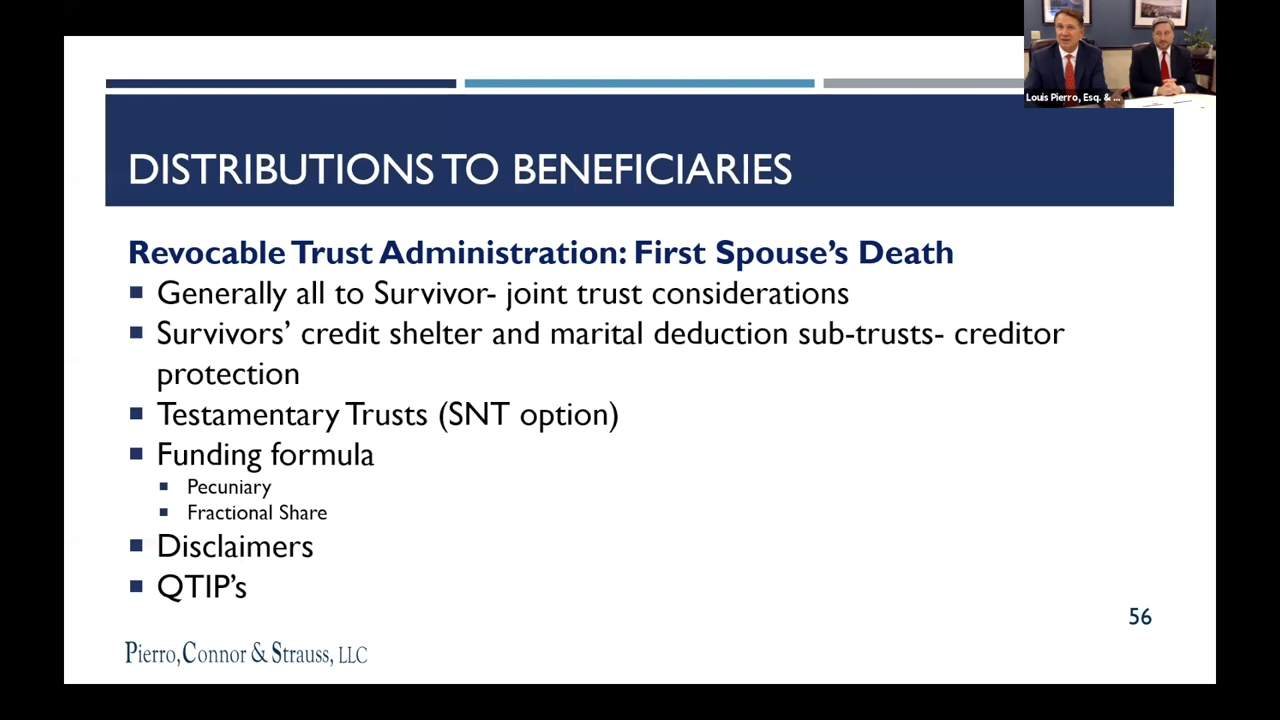 Louis Pierro, Esq. & ...
DISTRIBUTIONS TO BENEFICIARIES
Revocable Trust Administration: First Spouse's Death
■ Generally all to Survivor- joint trust considerations
■ Survivors' credit shelter and marital deduction sub-trusts- creditor
protection
■ Testamentary Trusts (SNT option)
■ Funding formula
■ Pecuniary
■ Fractional Share
■ Disclaimers
■ QTIP's
56
Pierro, Connor & Strauss, LLC